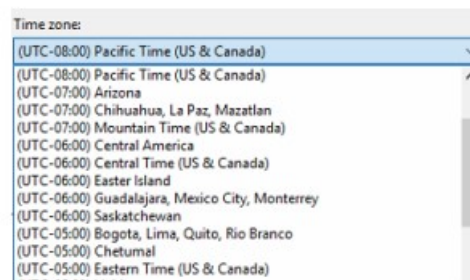 Time zone:
(UTC-08:00) Pacific Time (US & Canada)
(UTC-08:00) Pacific Time (US & Canada)
(UTC-07:00) Arizona
(UTC-07:00) Chihuahua, La Paz, Mazatlan
(UTC-07:00) Mountain Time (US & Canada)
(UTC-06:00) Central America
(UTC-06:00) Central Time (US & Canada)
(UTC-06:00) Easter Island
(UTC-06:00) Guadalajara, Mexico City, Monterrey
(UTC-06:00) Saskatchewan
(UTC-05:00) Bogota, Lima, Quito, Rio Branco
(UTC-05:00) Chetumal
(UTC-05:00) Eastern Time (US & Canada)